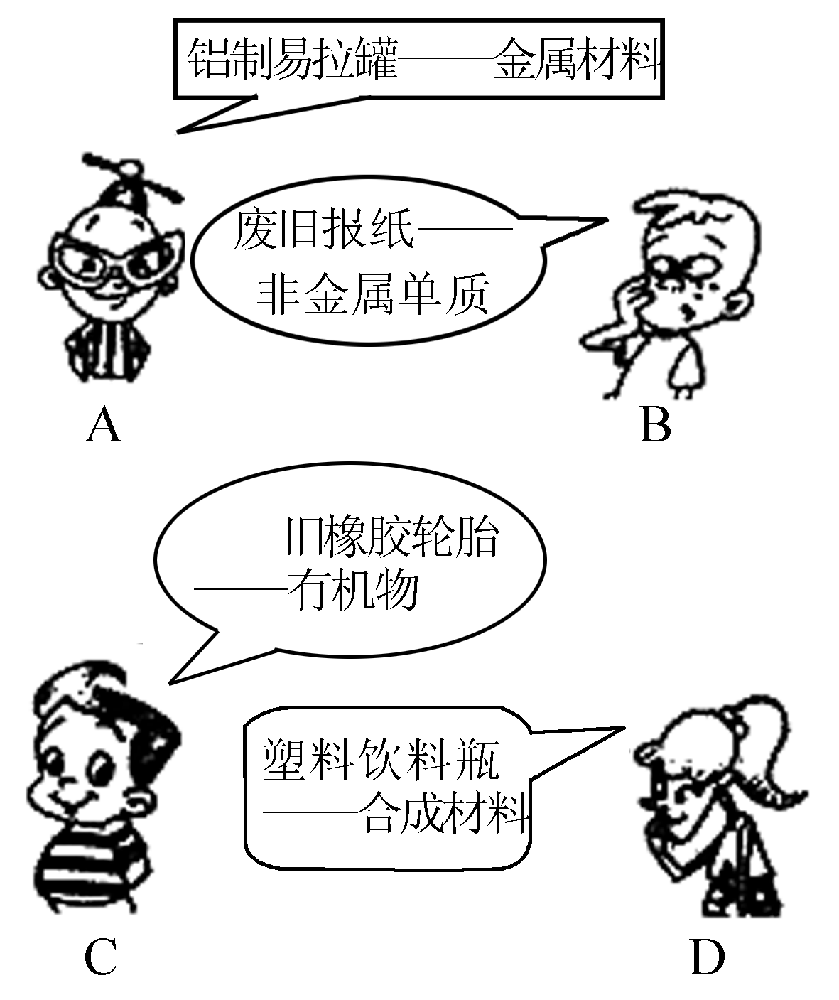 铝制易拉罐——金属材料
废旧报纸——
非金属单质
A
B
旧橡胶轮胎
——有机物
塑料饮料瓶
——合成材料
C
D